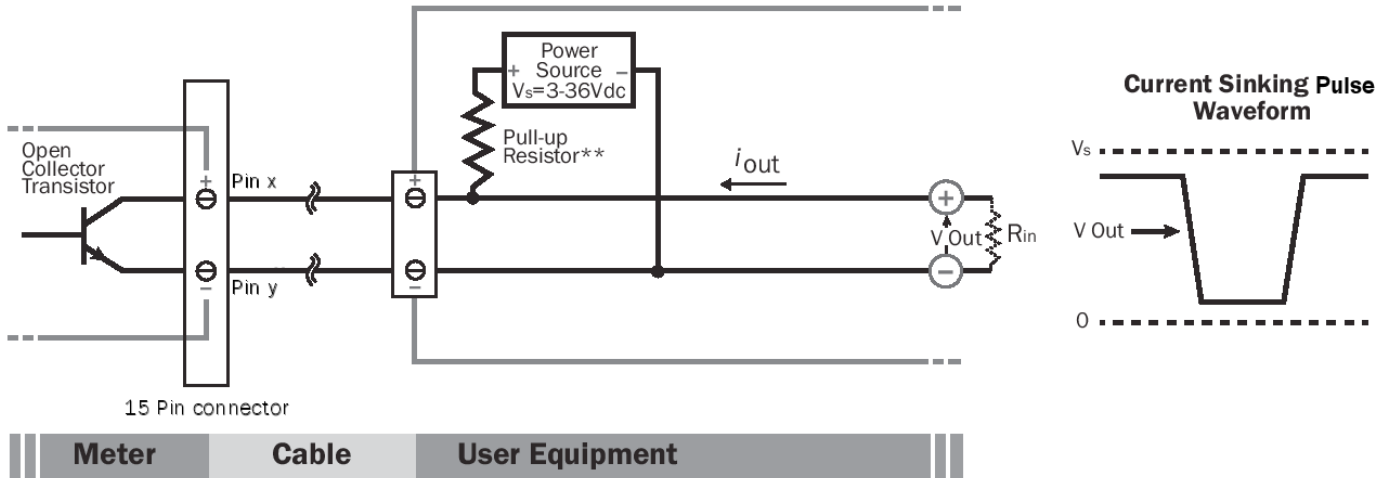 Power
+ Source −
Vs=3-36Vdc
Current Sinking Pulse
Waveform
Open
Collector
Transistor
Pull-up
Resistor**
Vs
+
Pin x
+
i out
+
V Out
Rin
V Out
−
Pin y
−
−
0
15 Pin connector
Meter
Cable
User Equipment